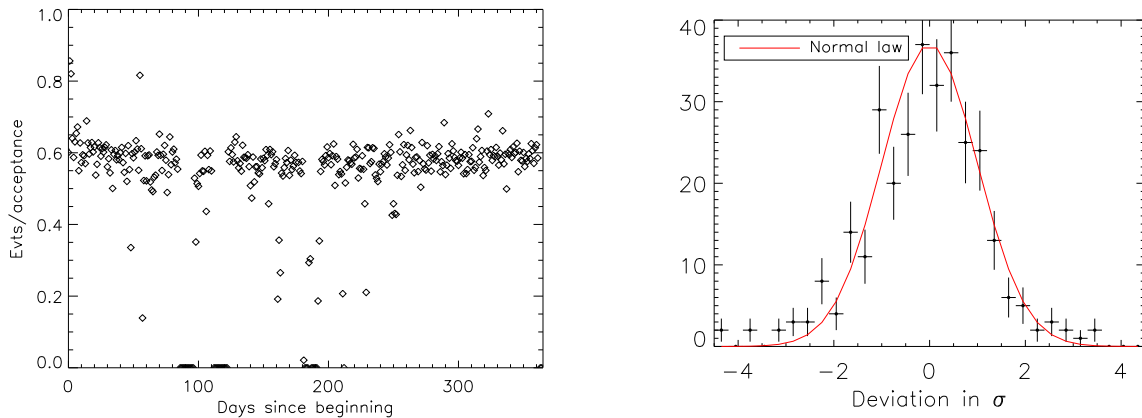 1.0
0.8
0.6
0.4
0.2
0.0
Evts/acceptance
0 100 200 300
Days since beginning
40
30
20
10
0
Normal law
−4 −2 0 2 4
Deviation in σ